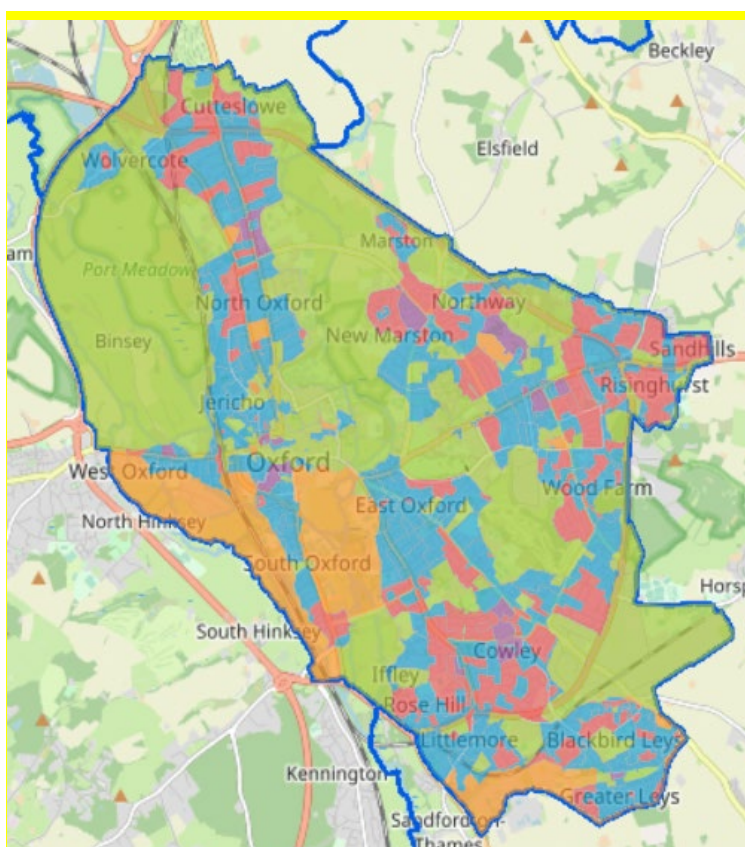 Beckley
Cutteslowe
Elsfield
Wolvercote
am
Marston
Port Meadow
North Oxford
Northway
New Marston
Binsey
Sandhills
Risinghurst
Jericho
West Oxford
Oxford
Wood Farm
East Oxford
North Hinksey
South Oxford
Horsp
South Hinksey
Cowley
Iffley
Rose Hill
Littlemore
Blackbird Leys
Kennington
Greater Leys
Sandford-on-
Thames